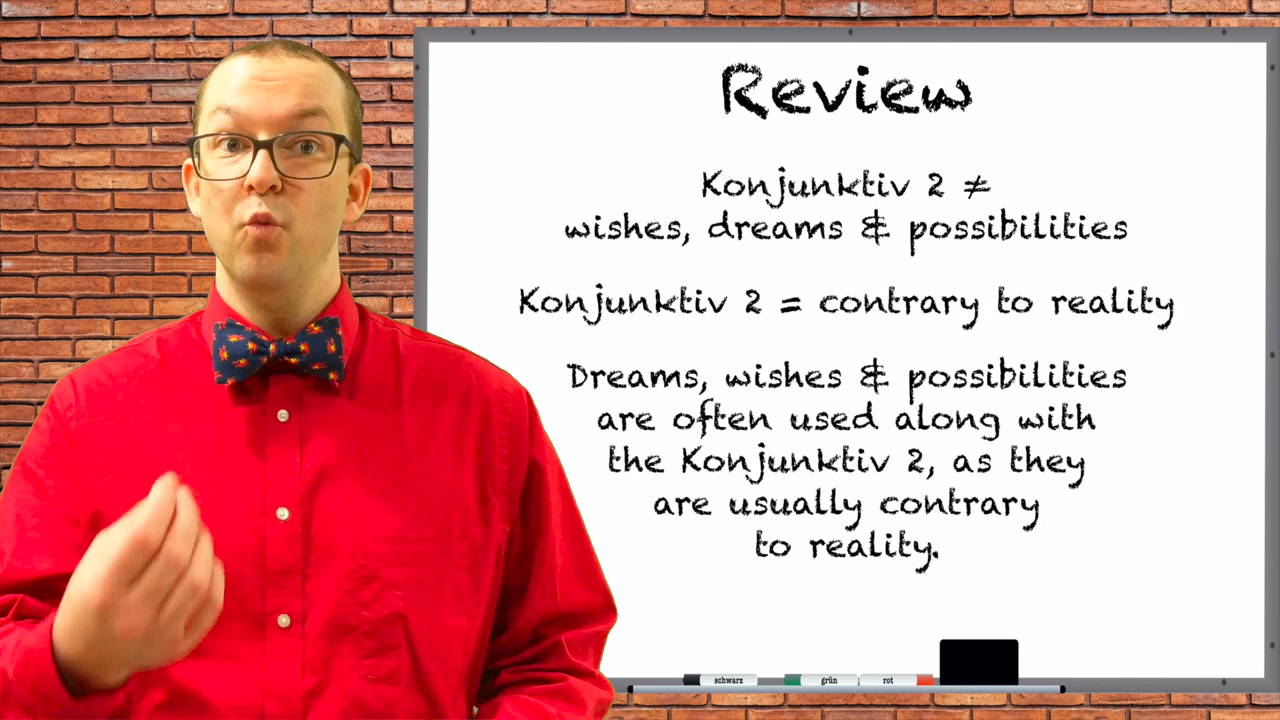 Review
Konjunktiv 2 ≠
wishes, dreams & possibilities
Konjunktiv 2 = contrary to reality
Dreams, wishes & possibilities
are often used along with
the Konjunktiv 2, as they
are usually contrary
to reality.
schwarz grün rot